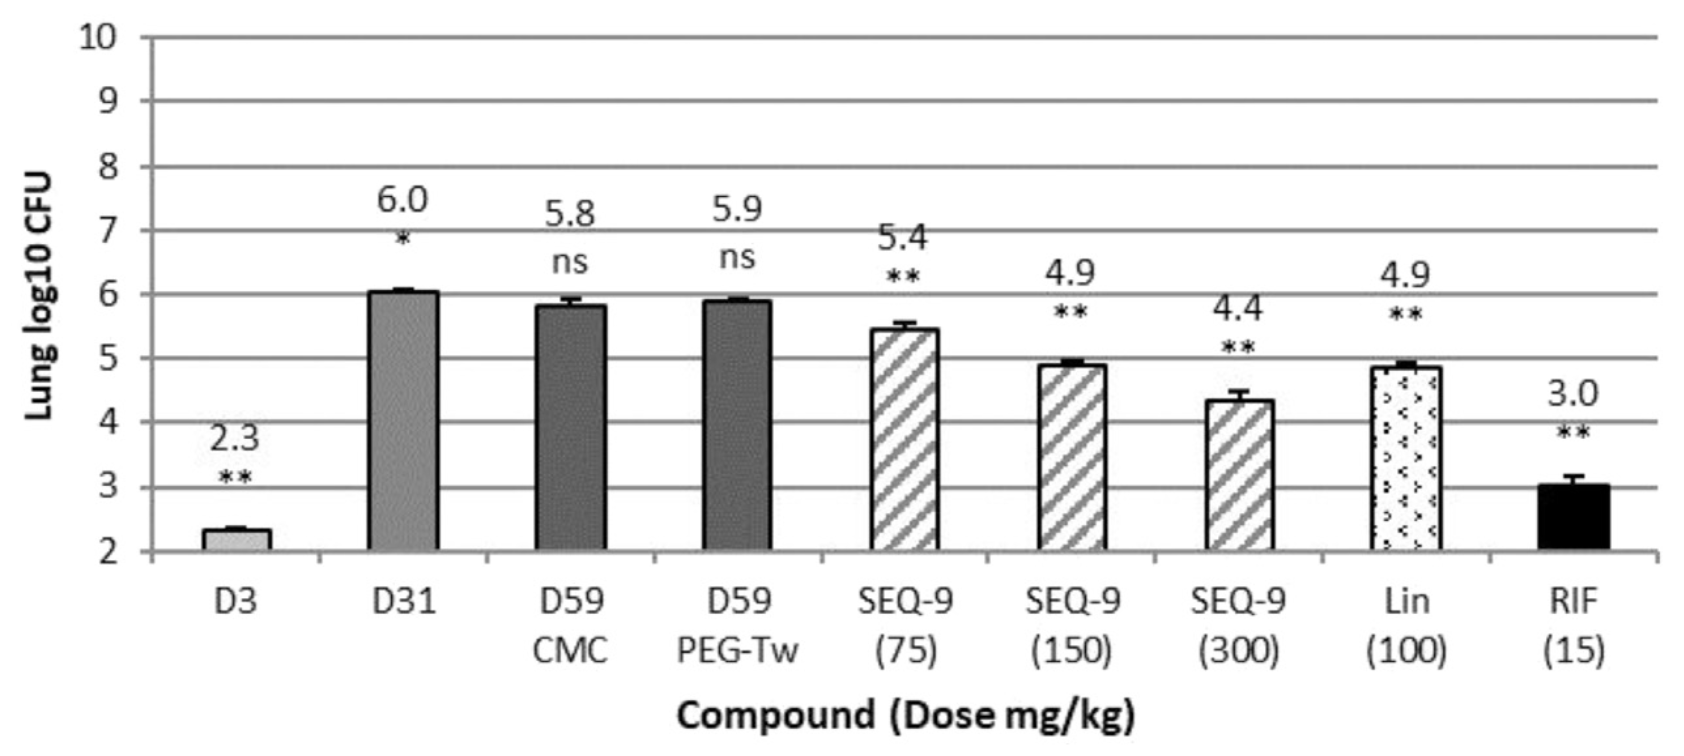 Lung log10 CFU
10
9
8
7
6
5
4
3
2
2.3
**
6.0
*
5.8
ns
5.9
ns
5.4
**
4.9
**
4.4
**
4.9
**
3.0
**
D3
D31
D59
CMC
D59
PEG-Tw
SEQ-9
(75)
SEQ-9
(150)
SEQ-9
(300)
Lin
(100)
RIF
(15)
Compound (Dose mg/kg)